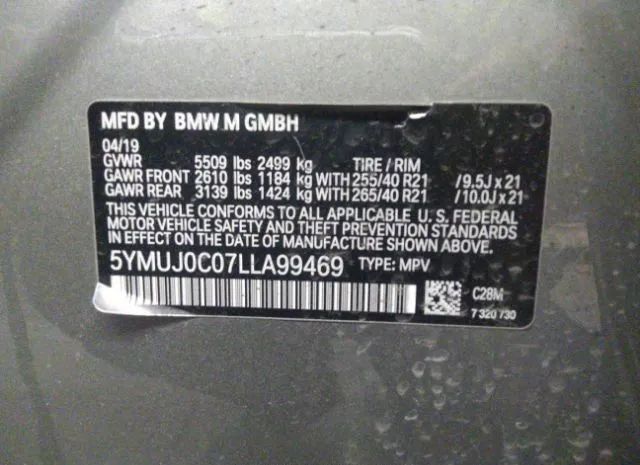 MFD BY BMW M GMBH
04/19
GVWR 5509 lbs 2499 kg TIRE / RIM
GAWR FRONT 2610 lbs 1184 kg WITH 255/40 R21 /9.5J x 21
GAWR REAR 3139 lbs 1424 kg WITH 265/40 R21 /10.0J x 21
THIS VEHICLE CONFORMS TO ALL APPLICABLE U. S. FEDERAL
MOTOR VEHICLE SAFETY AND THEFT PREVENTION STANDARDS
IN EFFECT ON THE DATE OF MANUFACTURE SHOWN ABOVE.
5YMUJ0C07LLA99469 TYPE: MPV
C28M
7 320 730